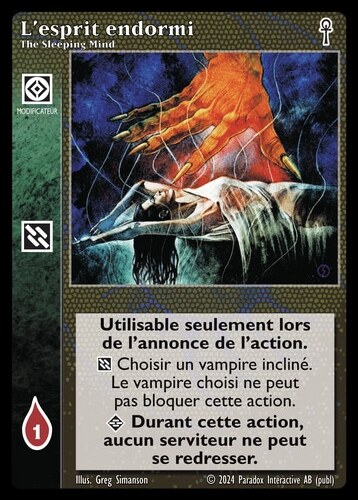 L'esprit endormi
The Sleeping Mind
MODIFICATEUR
Utilisable seulement lors
de l'annonce de l'action.
Choisir un vampire incliné.
Le vampire choisi ne peut
pas bloquer cette action.
Durant cette action,
aucun serviteur ne peut
se redresser.
1
Illus. Greg Simanson © 2024 Paradox Interactive AB (publ)